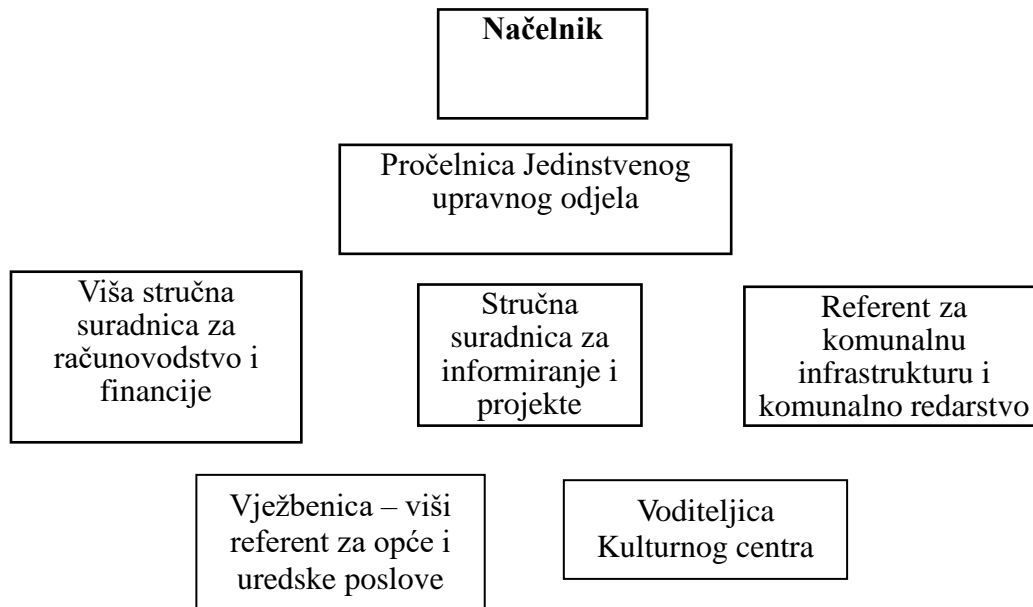 Načelnik
Pročelnica Jedinstvenog
upravnog odjela
Viša stručna
suradnica za
računovodstvo i
financije
Stručna
suradnica za
informiranje i
projekte
Referent za
komunalnu
infrastrukturu i
komunalno redarstvo
Vježbenica – viši
referent za opće i
uredske poslove
Voditeljica
Kulturnog centra